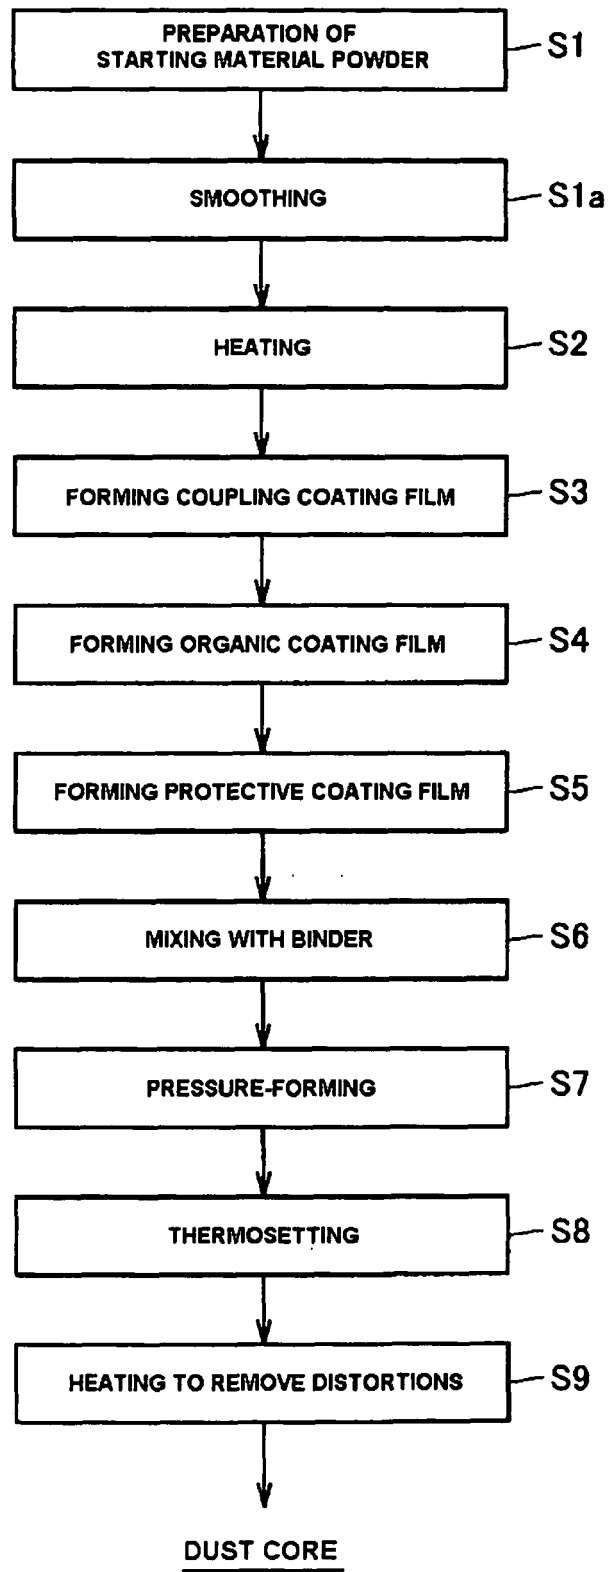 PREPARATION OF
STARTING MATERIAL POWDER
S1
SMOOTHING
S1a
HEATING
S2
FORMING COUPLING COATING FILM
S3
FORMING ORGANIC COATING FILM
S4
FORMING PROTECTIVE COATING FILM
S5
MIXING WITH BINDER
S6
PRESSURE-FORMING
S7
THERMOSETTING
S8
HEATING TO REMOVE DISTORTIONS
S9
DUST CORE